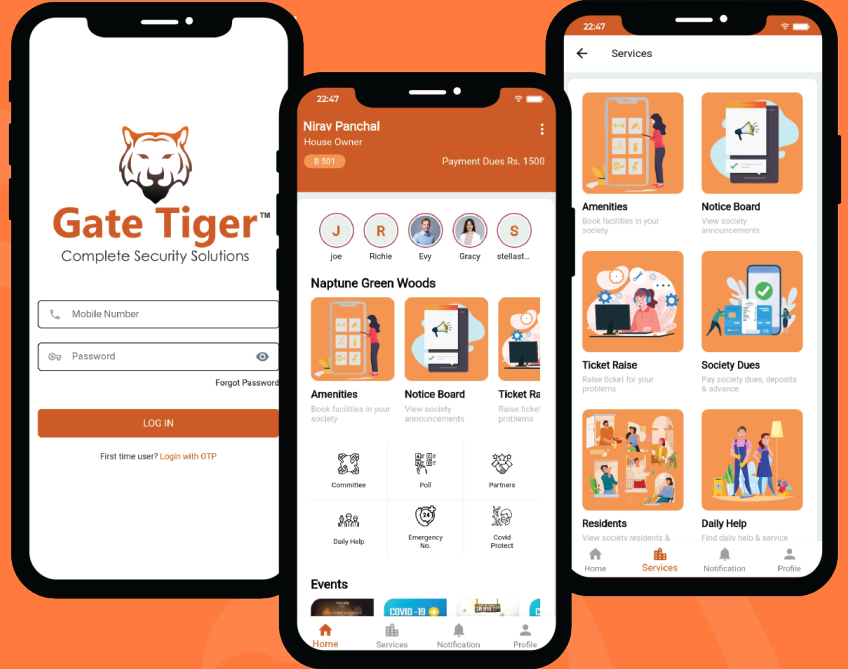 Gate Tiger™
Complete Security Solutions
Mobile Number
Password
Forgot Password
LOG IN
First time user? Login with OTP
22:47
Nirav Panchal
House Owner
B 501
Payment Dues Rs. 1500
J
R
S
joe
Richie
Evy
Gracy
stellast...
Naptune Green Woods
Amenities
Book facilities in your
society
Notice Board
View society
announcements
Ticket Ra
Raise ticket
problems
Committee
Poll
Partners
Daily Help
24
Emergency
No.
Covid
Protect
Events
COVID -19
Home
Services
Notification
Profile
22:47
Services
Amenities
Book facilities in your
society
Notice Board
View society
announcements
Ticket Raise
Raise ticket for your
problems
Society Dues
Pay society dues, deposits
& advance
Residents
View society residents &
Daily Help
Find daily help & service
Home
Services
Notification
Profile